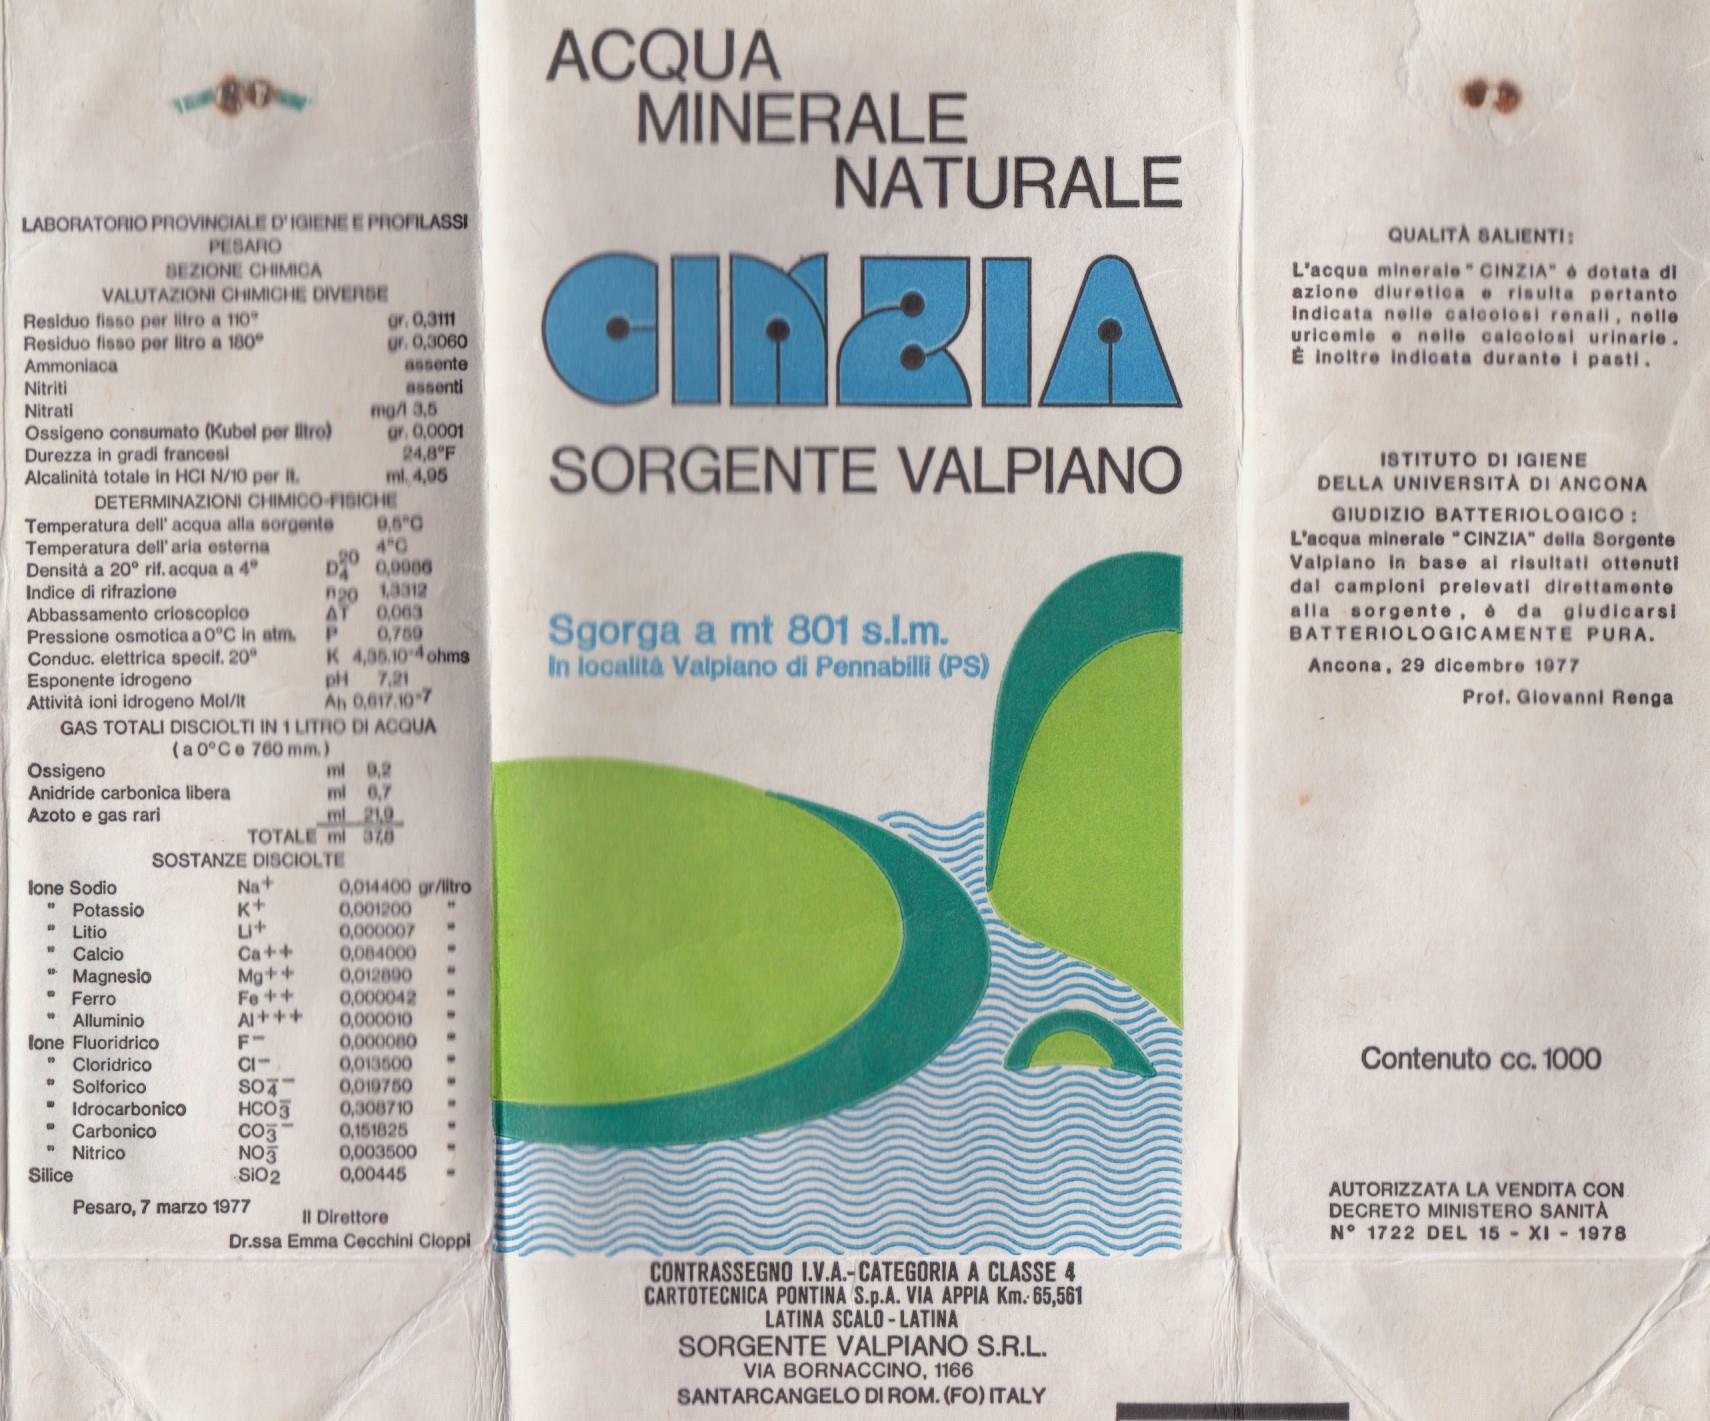 LABORATORIO PROVINCIALE D'IGIENE E PROFILASSI
PESARO
SEZIONE CHIMICA
VALUTAZIONI CHIMICHE DIVERSE
Residuo fisso per litro a 110° gr. 0,3111
Residuo fisso per litro a 180° gr. 0,3060
Ammoniaca assente
Nitriti assenti
Nitrati mg/l 3,5
Ossigeno consumato (Kubel per litro) gr. 0,0001
Durezza in gradi francesi 24,8°F
Alcalinità totale in HCl N/10 per lt. ml. 4,95
DETERMINAZIONI CHIMICO-FISICHE
Temperatura dell'acqua alla sorgente 9,5°C
Temperatura dell'aria esterna 4°C
Densità a 20° rif. acqua a 4° D20/4 0,9986
Indice di rifrazione n20 1,3312
Abbassamento crioscopico ΔT 0,063
Pressione osmotica a 0°C in atm. P 0,759
Conduc. elettrica specif. 20° K 4,35.10-4 ohms
Esponente idrogeno pH 7,21
Attività ioni idrogeno Mol/lt Ah 0,617.10-7
GAS TOTALI DISCIOLTI IN 1 LITRO DI ACQUA
(a 0°C e 760 mm.)
Ossigeno ml 9,2
Anidride carbonica libera ml 6,7
Azoto e gas rari ml 21,9
TOTALE ml 37,8
SOSTANZE DISCIOLTE
Ione Sodio Na+ 0,014400 gr/litro
" Potassio K+ 0,001200 "
" Litio Li+ 0,000007 "
" Calcio Ca++ 0,084000 "
" Magnesio Mg++ 0,012890 "
" Ferro Fe++ 0,000042 "
" Alluminio Al+++ 0,000010 "
Ione Fluoridrico F- 0,000080 "
" Cloridrico Cl- 0,013500 "
" Solforico SO4-- 0,019750 "
" Idrocarbonico HCO3- 0,308710 "
" Carbonico CO3-- 0,151825 "
" Nitrico NO3- 0,003500 "
Silice SiO2 0,00445 "
Pesaro, 7 marzo 1977
Il Direttore
Dr.ssa Emma Cecchini Cioppi
ACQUA
MINERALE
NATURALE
CINZIA
SORGENTE VALPIANO
Sgorga a mt 801 s.l.m.
In località Valpiano di Pennabilli (PS)
CONTRASSEGNO I.V.A.-CATEGORIA A CLASSE 4
CARTOTECNICA PONTINA S.p.A. VIA APPIA Km. 65,561
LATINA SCALO - LATINA
SORGENTE VALPIANO S.R.L.
VIA BORNACCINO, 1166
SANTARCANGELO DI ROM. (FO) ITALY
QUALITÀ SALIENTI:
L'acqua minerale "CINZIA" è dotata di
azione diuretica e risulta pertanto
indicata nelle calcolosi renali, nelle
uricemie e nelle calcolosi urinarie.
È inoltre indicata durante i pasti.
ISTITUTO DI IGIENE
DELLA UNIVERSITÀ DI ANCONA
GIUDIZIO BATTERIOLOGICO:
L'acqua minerale "CINZIA" della Sorgente
Valpiano in base ai risultati ottenuti
dai campioni prelevati direttamente
alla sorgente, è da giudicarsi
BATTERIOLOGICAMENTE PURA.
Ancona, 29 dicembre 1977
Prof. Giovanni Renga
Contenuto cc. 1000
AUTORIZZATA LA VENDITA CON
DECRETO MINISTERO SANITÀ
N° 1722 DEL 15 - XI - 1978